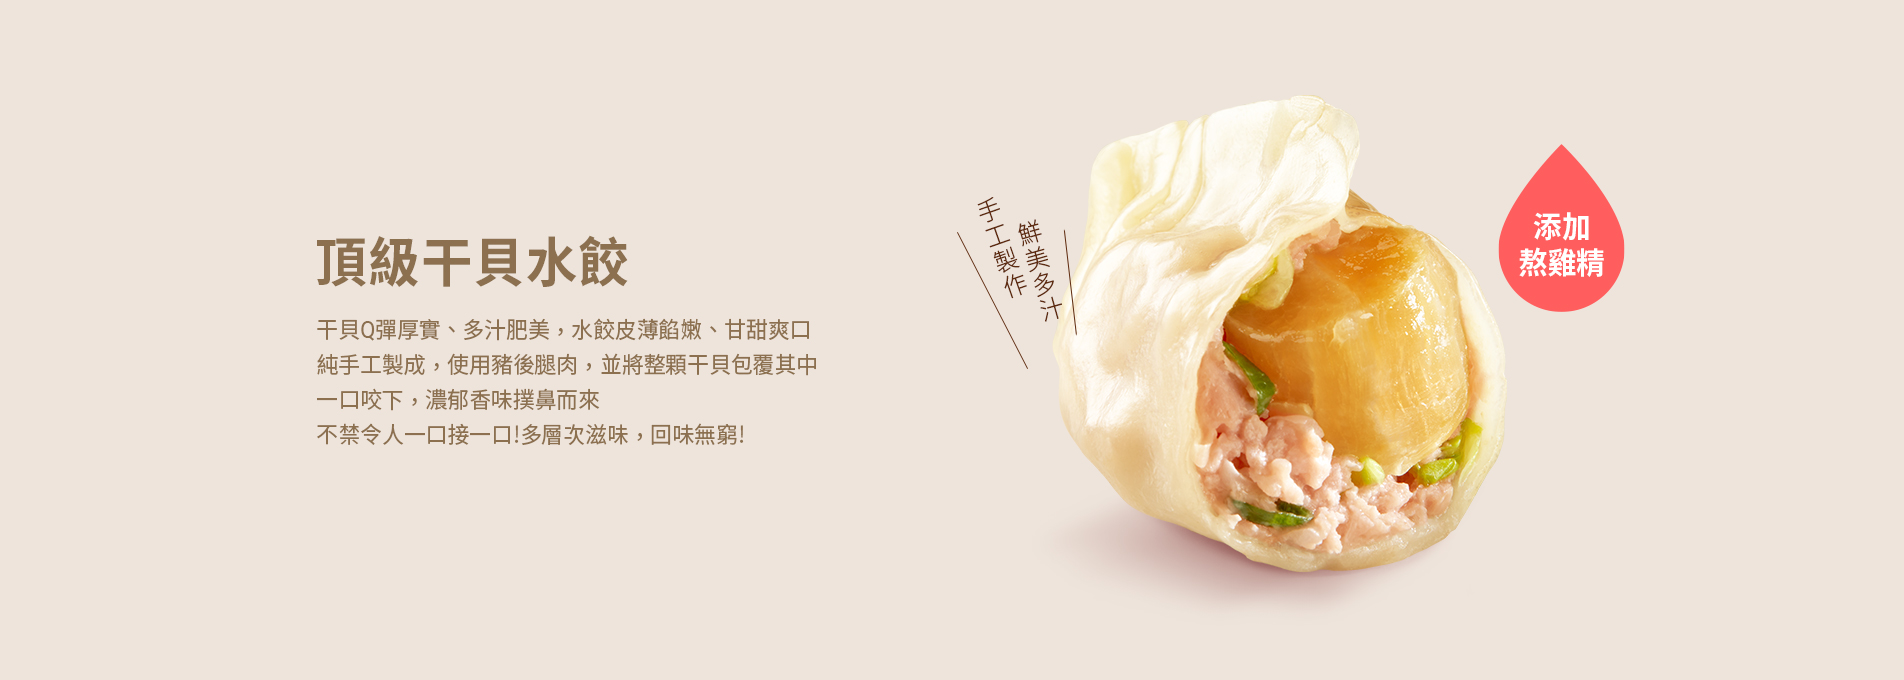 頂級干貝水餃
干貝Q彈厚實、多汁肥美，水餃皮薄餡嫩、甘甜爽口
純手工製成，使用豬後腿肉，並將整顆干貝包覆其中
一口咬下，濃郁香味撲鼻而來
不禁令人一口接一口!多層次滋味，回味無窮!
鮮美多汁
手工製作
添加
熬雞精